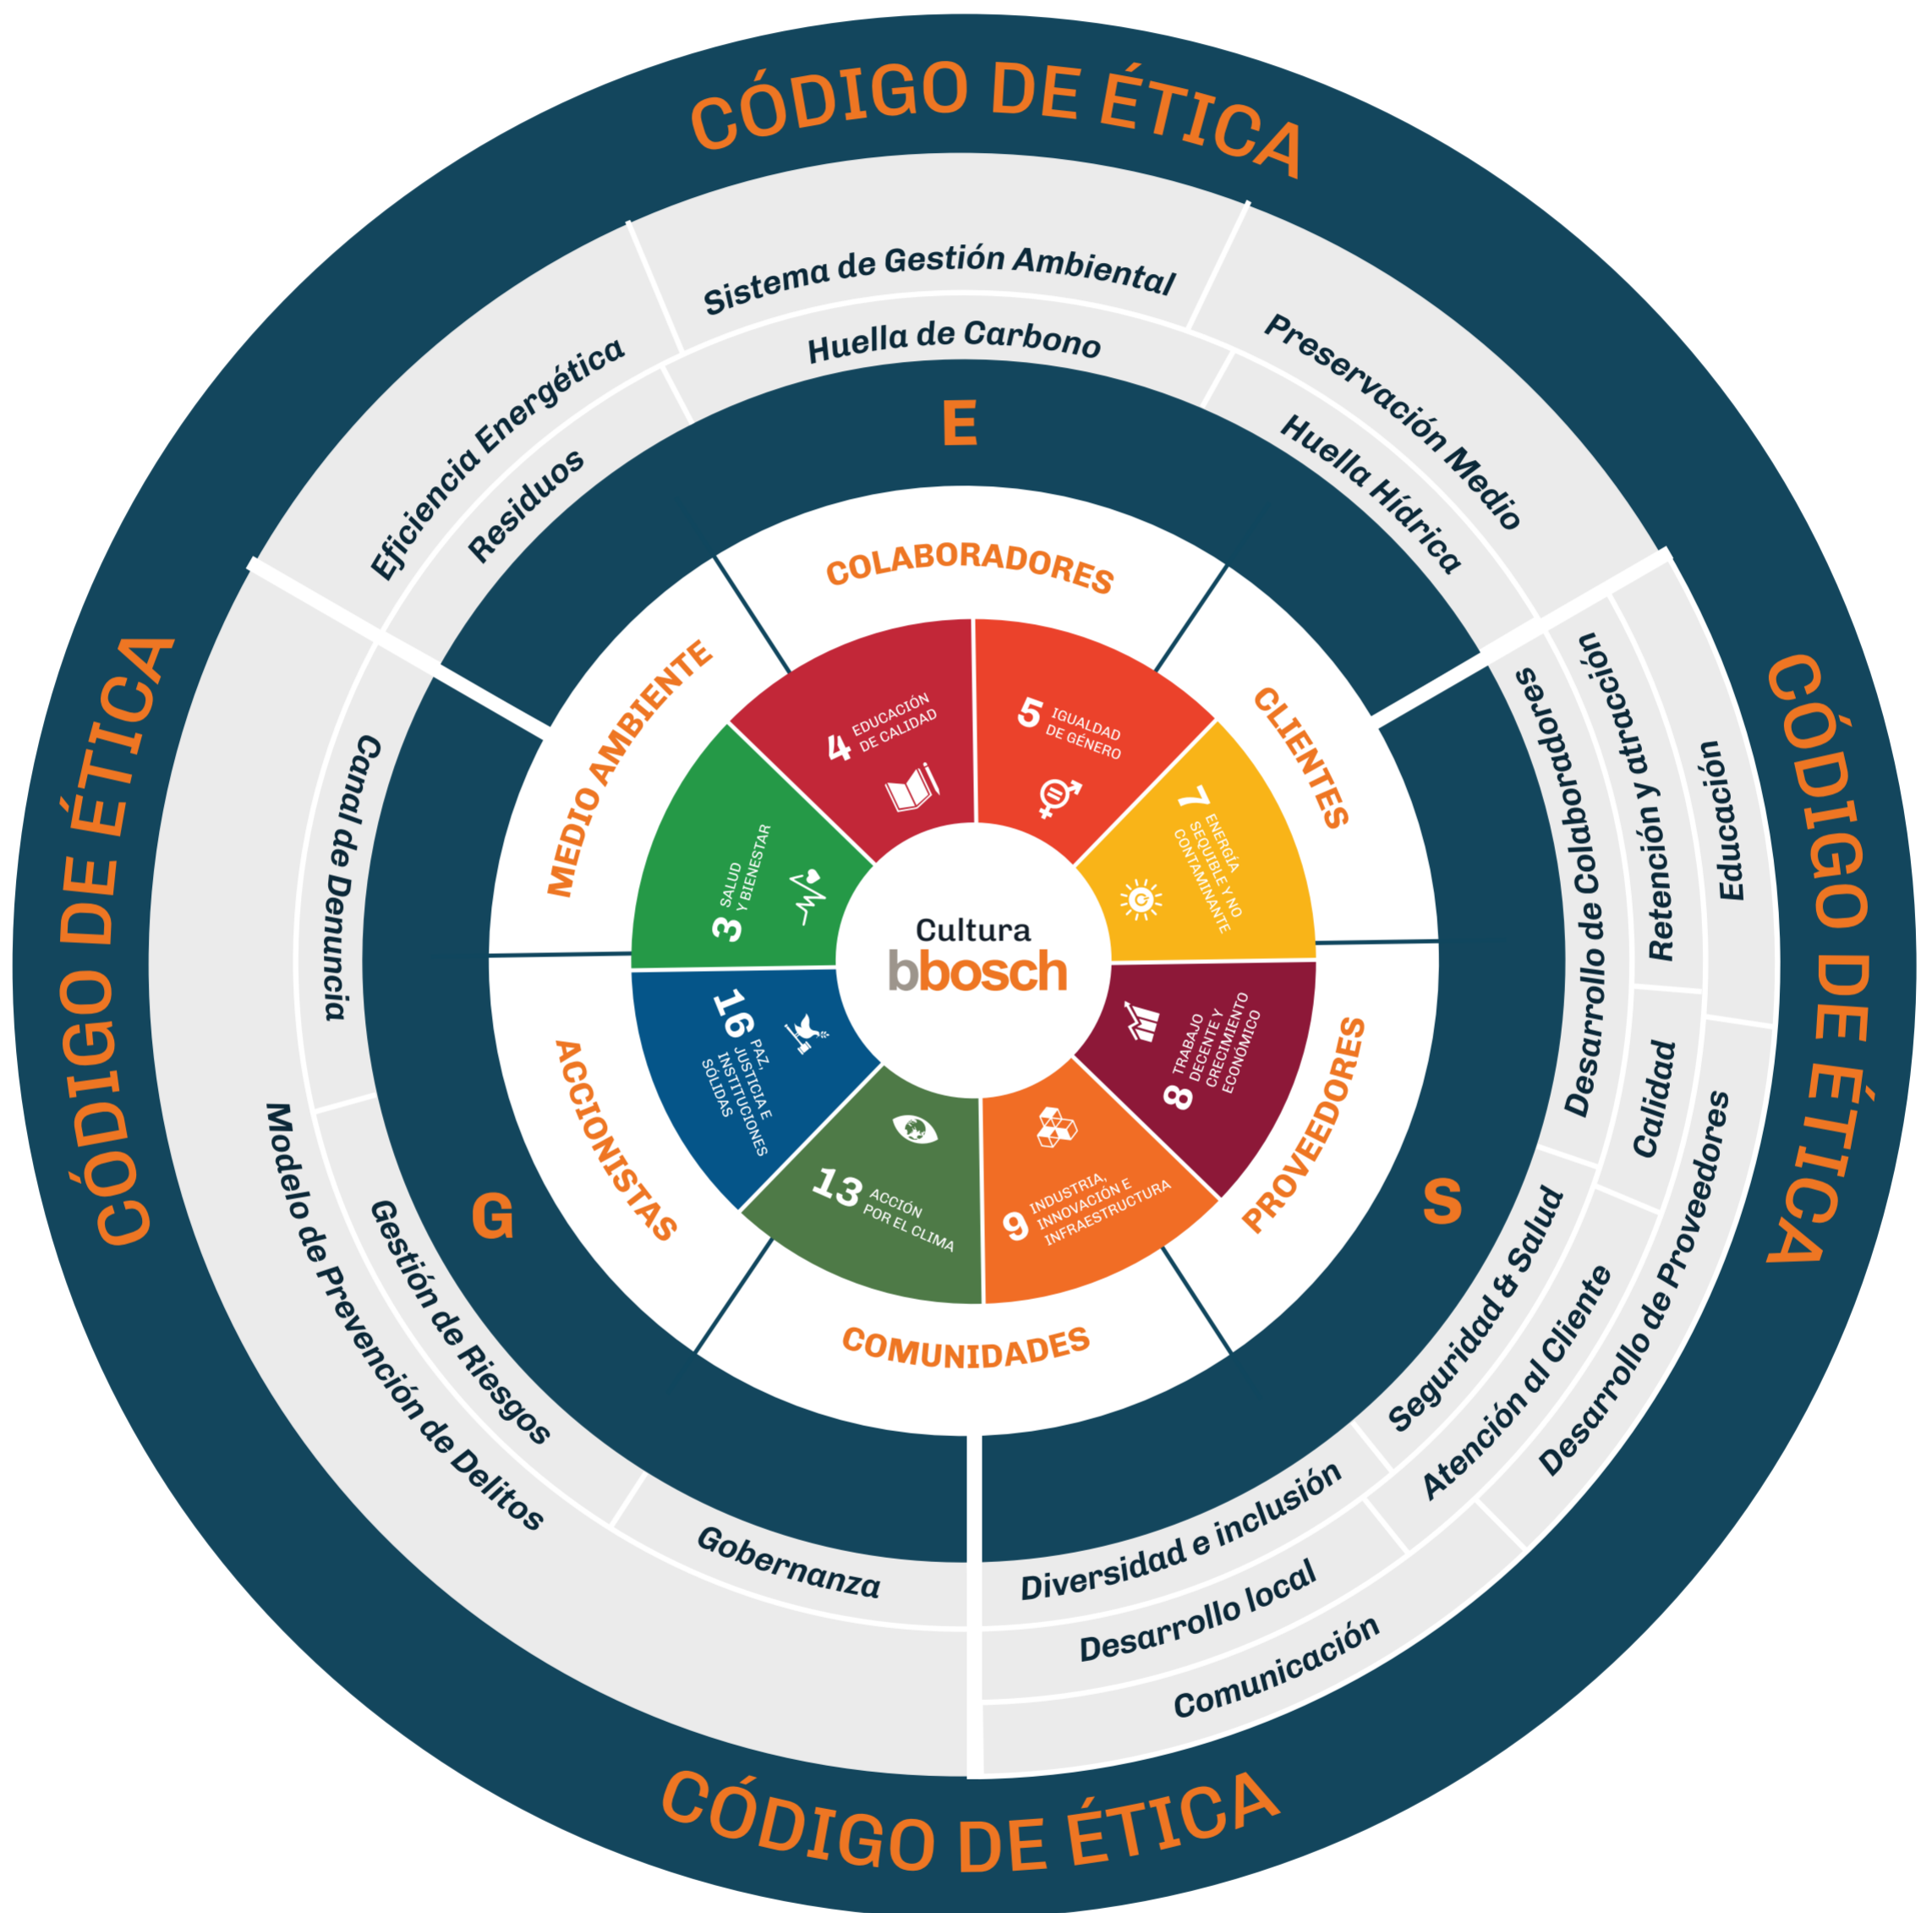 CÓDIGO DE ÉTICA
CÓDIGO DE ÉTICA
CÓDIGO DE ÉTICA
CÓDIGO DE ÉTICA
Eficiencia Energética
Sistema de Gestión Ambiental
Preservación Medio
Residuos
Huella de Carbono
Huella Hídrica
E
Educación
Retención y atracción
Desarrollo de Colaboradores
Calidad
Desarrollo de Proveedores
Seguridad & Salud
Atención al Cliente
Diversidad e inclusión
Desarrollo local
Comunicación
S
Canal de Denuncia
Modelo de Prevención de Delitos
Gestión de Riesgos
Gobernanza
G
COLABORADORES
CLIENTES
PROVEEDORES
COMUNIDADES
ACCIONISTAS
MEDIO AMBIENTE
4
EDUCACIÓN
DE CALIDAD
5
IGUALDAD
DE GÉNERO
7
ENERGÍA
SEQUIBLE Y NO
CONTAMINANTE
8
TRABAJO
DECENTE Y
CRECIMIENTO
ECONÓMICO
9
INDUSTRIA,
INNOVACIÓN E
INFRAESTRUCTURA
13
ACCIÓN
POR EL CLIMA
16
PAZ,
JUSTICIA E
INSTITUCIONES
SÓLIDAS
3
SALUD
Y BIENESTAR
Cultura
bbosch